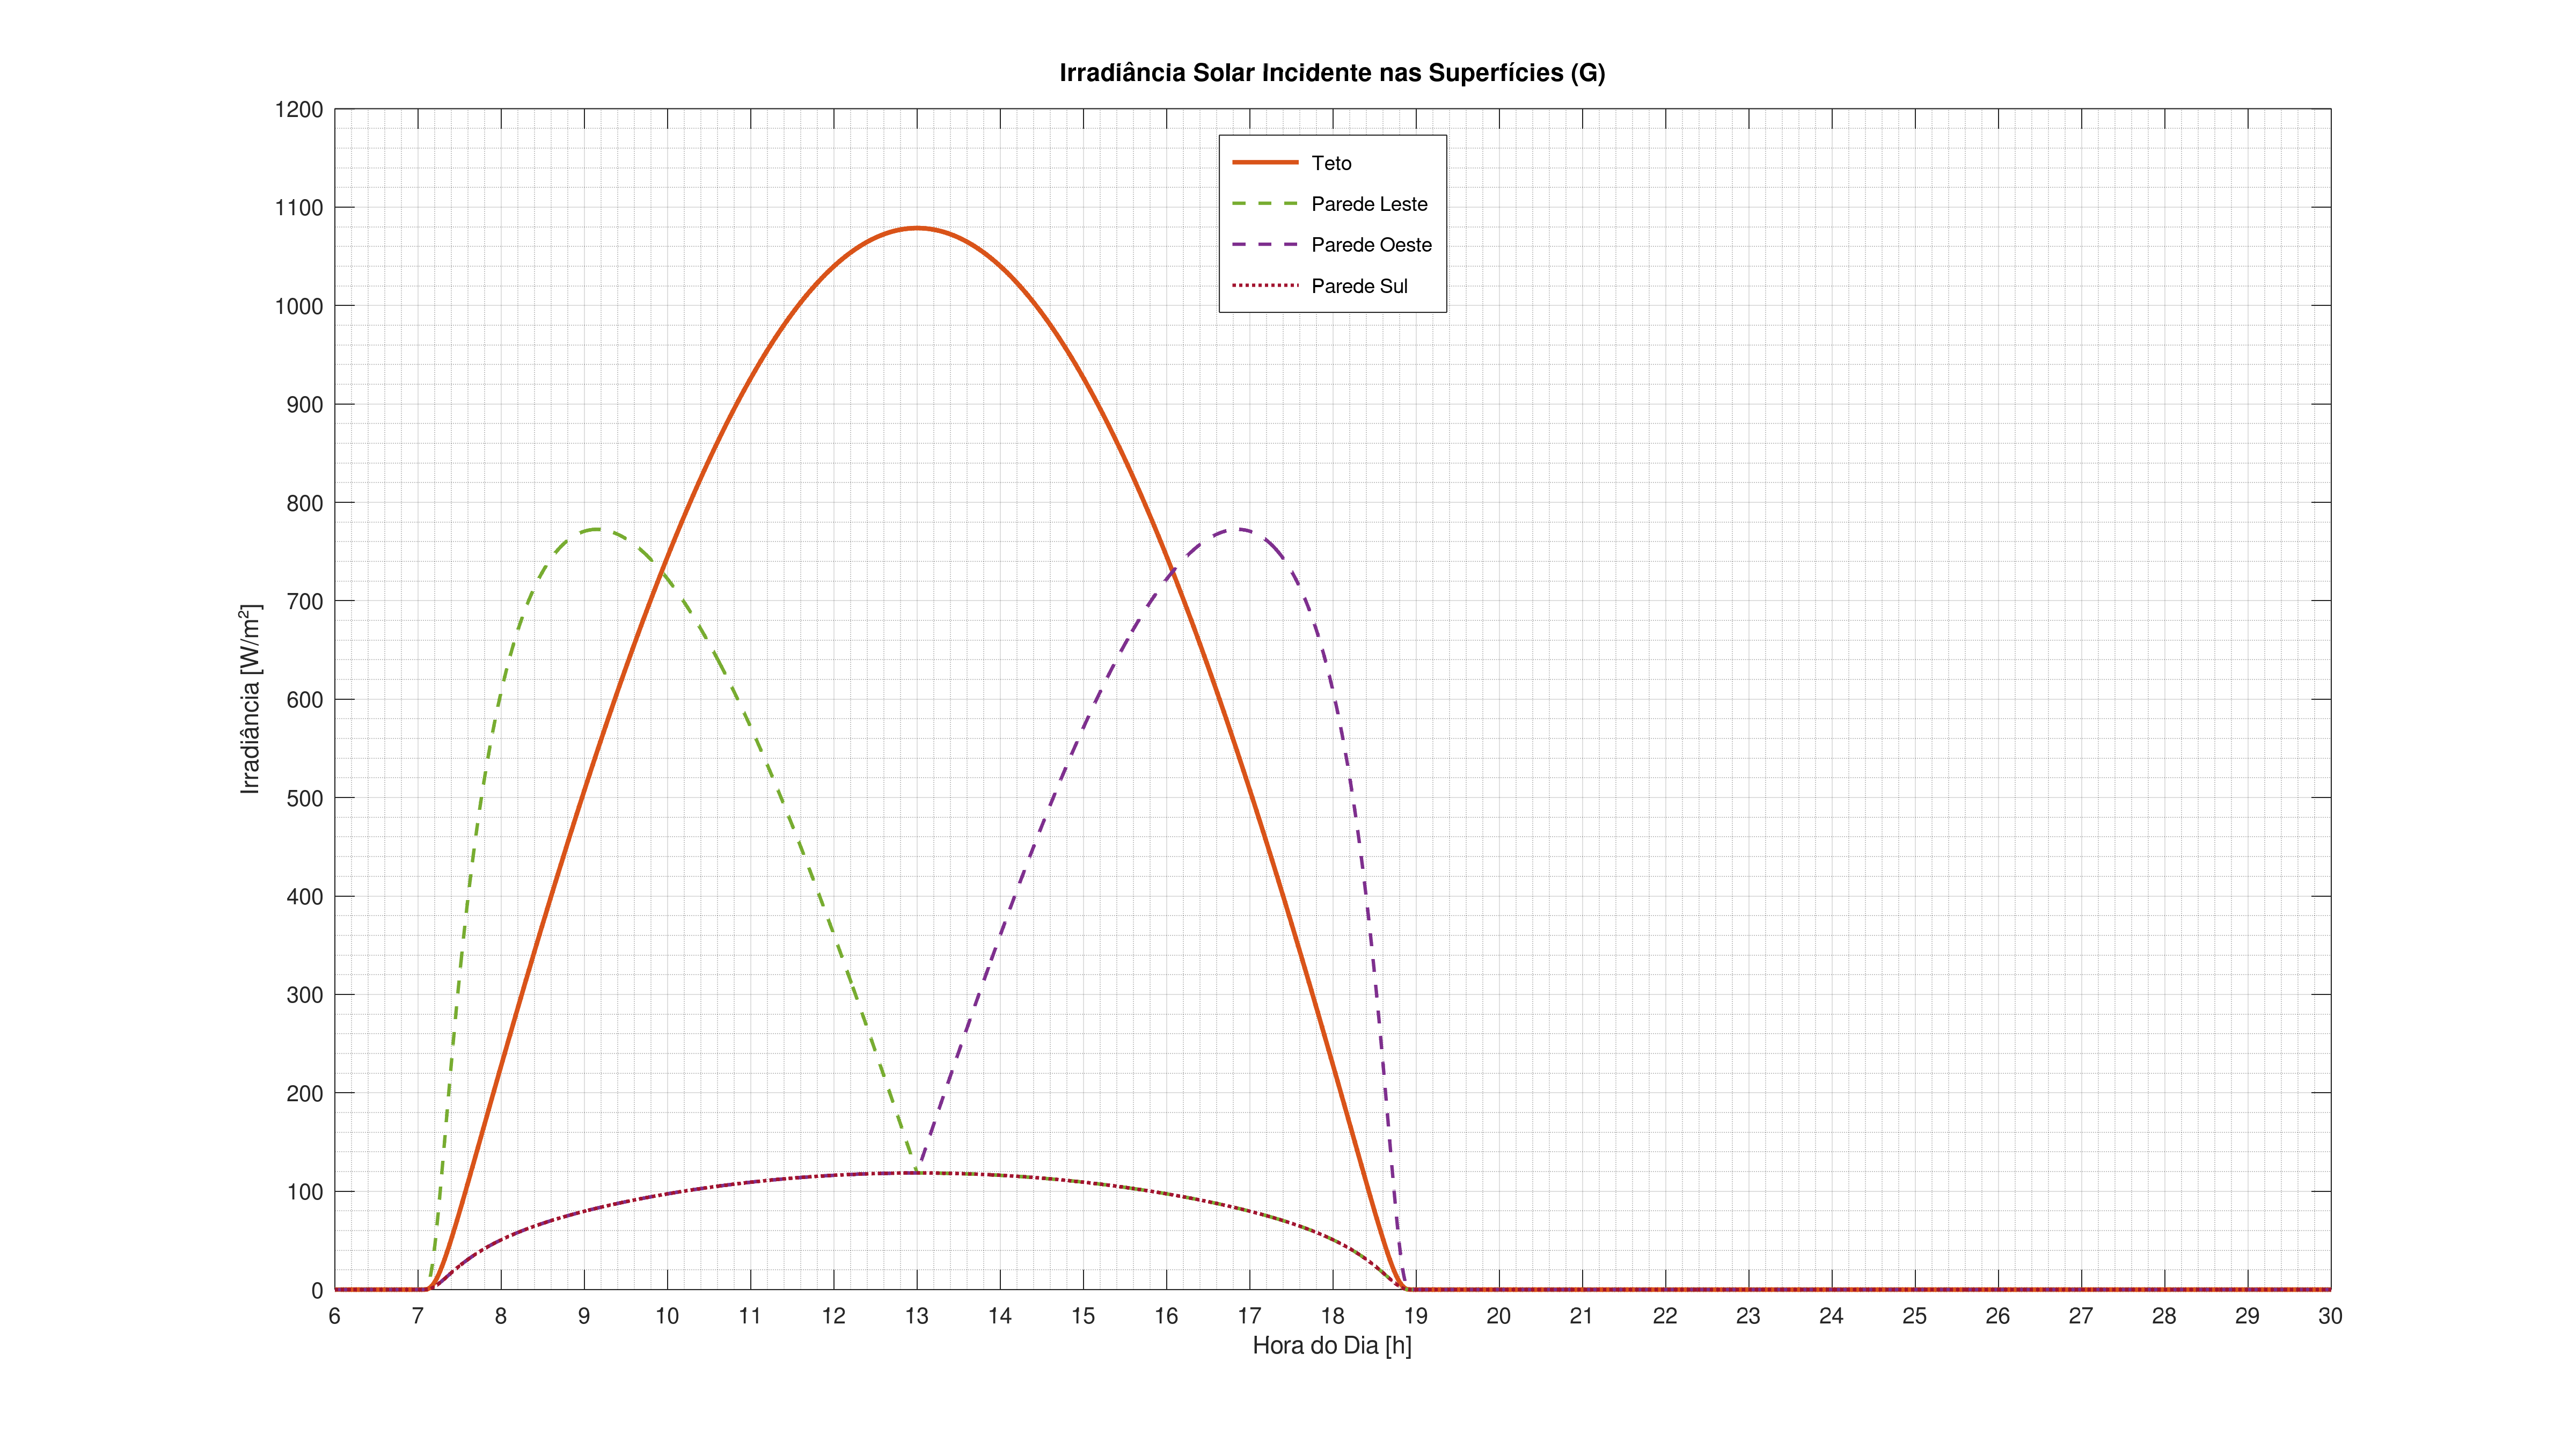 Irradiância Solar Incidente nas Superfícies (G)
1200
1100
1000
900
800
700
600
500
400
300
200
100
0
Irradiância [W/m²]
Teto
Parede Leste
Parede Oeste
Parede Sul
6 7 8 9 10 11 12 13 14 15 16 17 18 19 20 21 22 23 24 25 26 27 28 29 30
Hora do Dia [h]